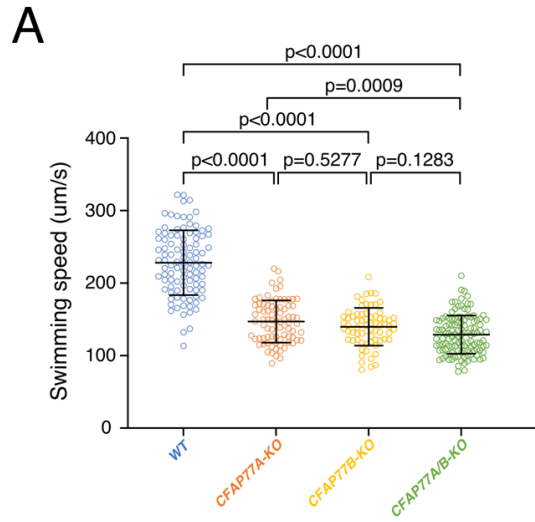 A
p<0.0001
p=0.0009
p<0.0001
p<0.0001 p=0.5277 p=0.1283
Swimming speed (um/s)
400
300
200
100
0
WT
CFAP77A-KO
CFAP77B-KO
CFAP77A/B-KO